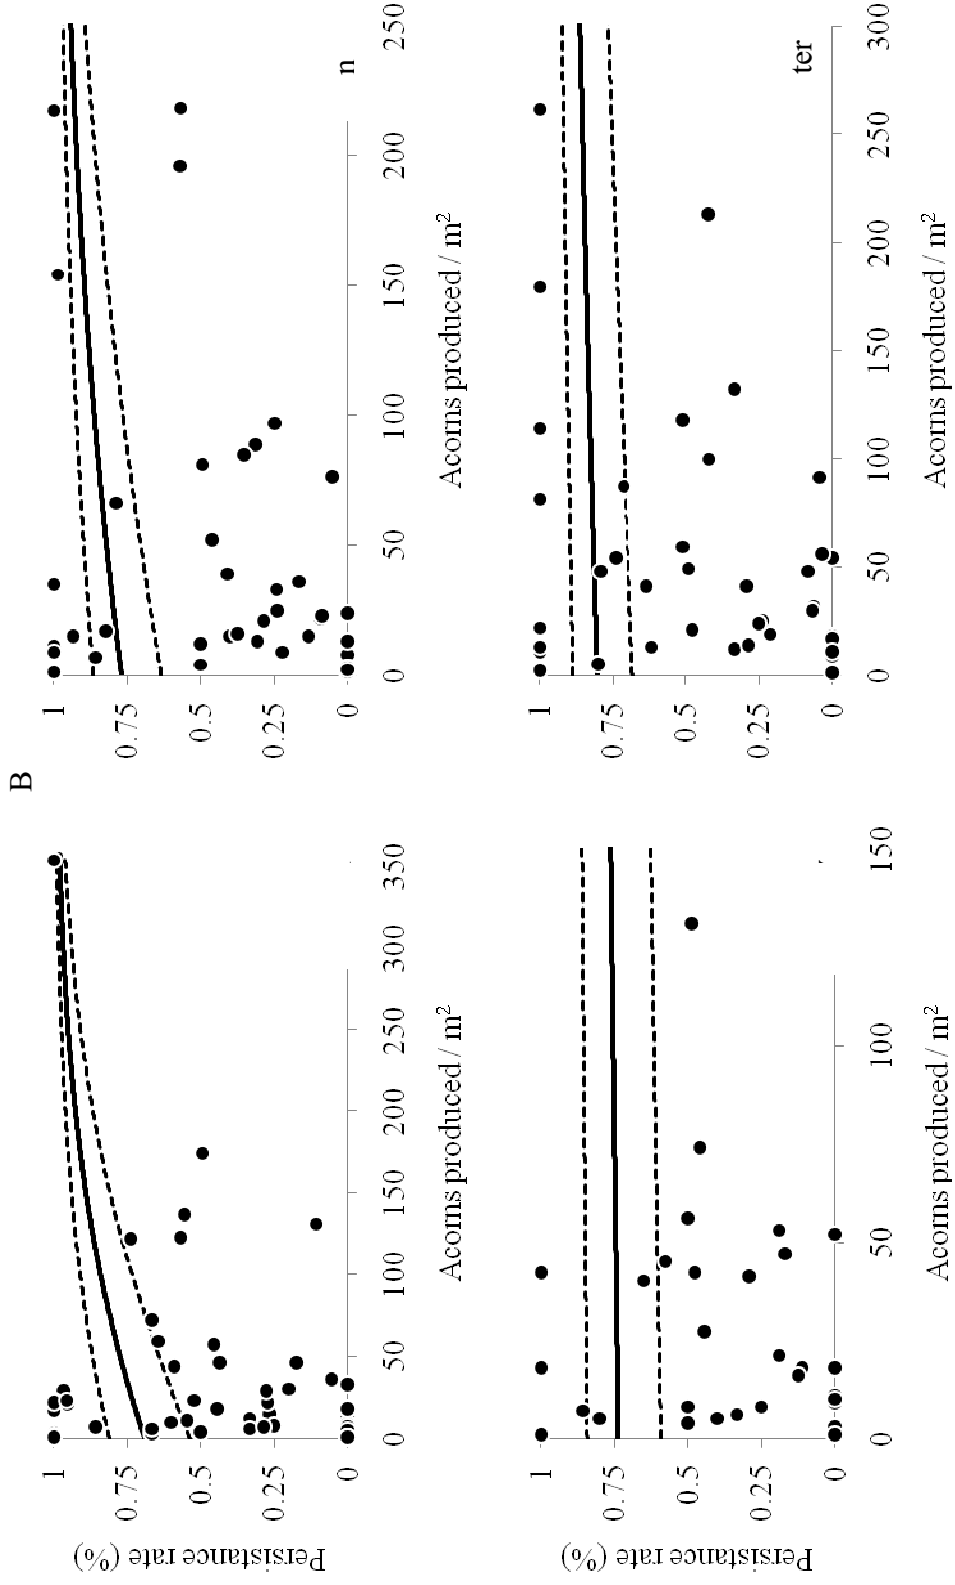 B
Persistance rate (%)
1
0.75
0.5
0.25
0
0 50 100 150 200 250 300 350
Acorns produced / m²
1
0.75
0.5
0.25
0
n
0 50 100 150 200 250
Acorns produced / m²
Persistance rate (%)
1
0.75
0.5
0.25
0
0 50 100 150
Acorns produced / m²
1
0.75
0.5
0.25
0
ter
0 50 100 150 200 250 300
Acorns produced / m²